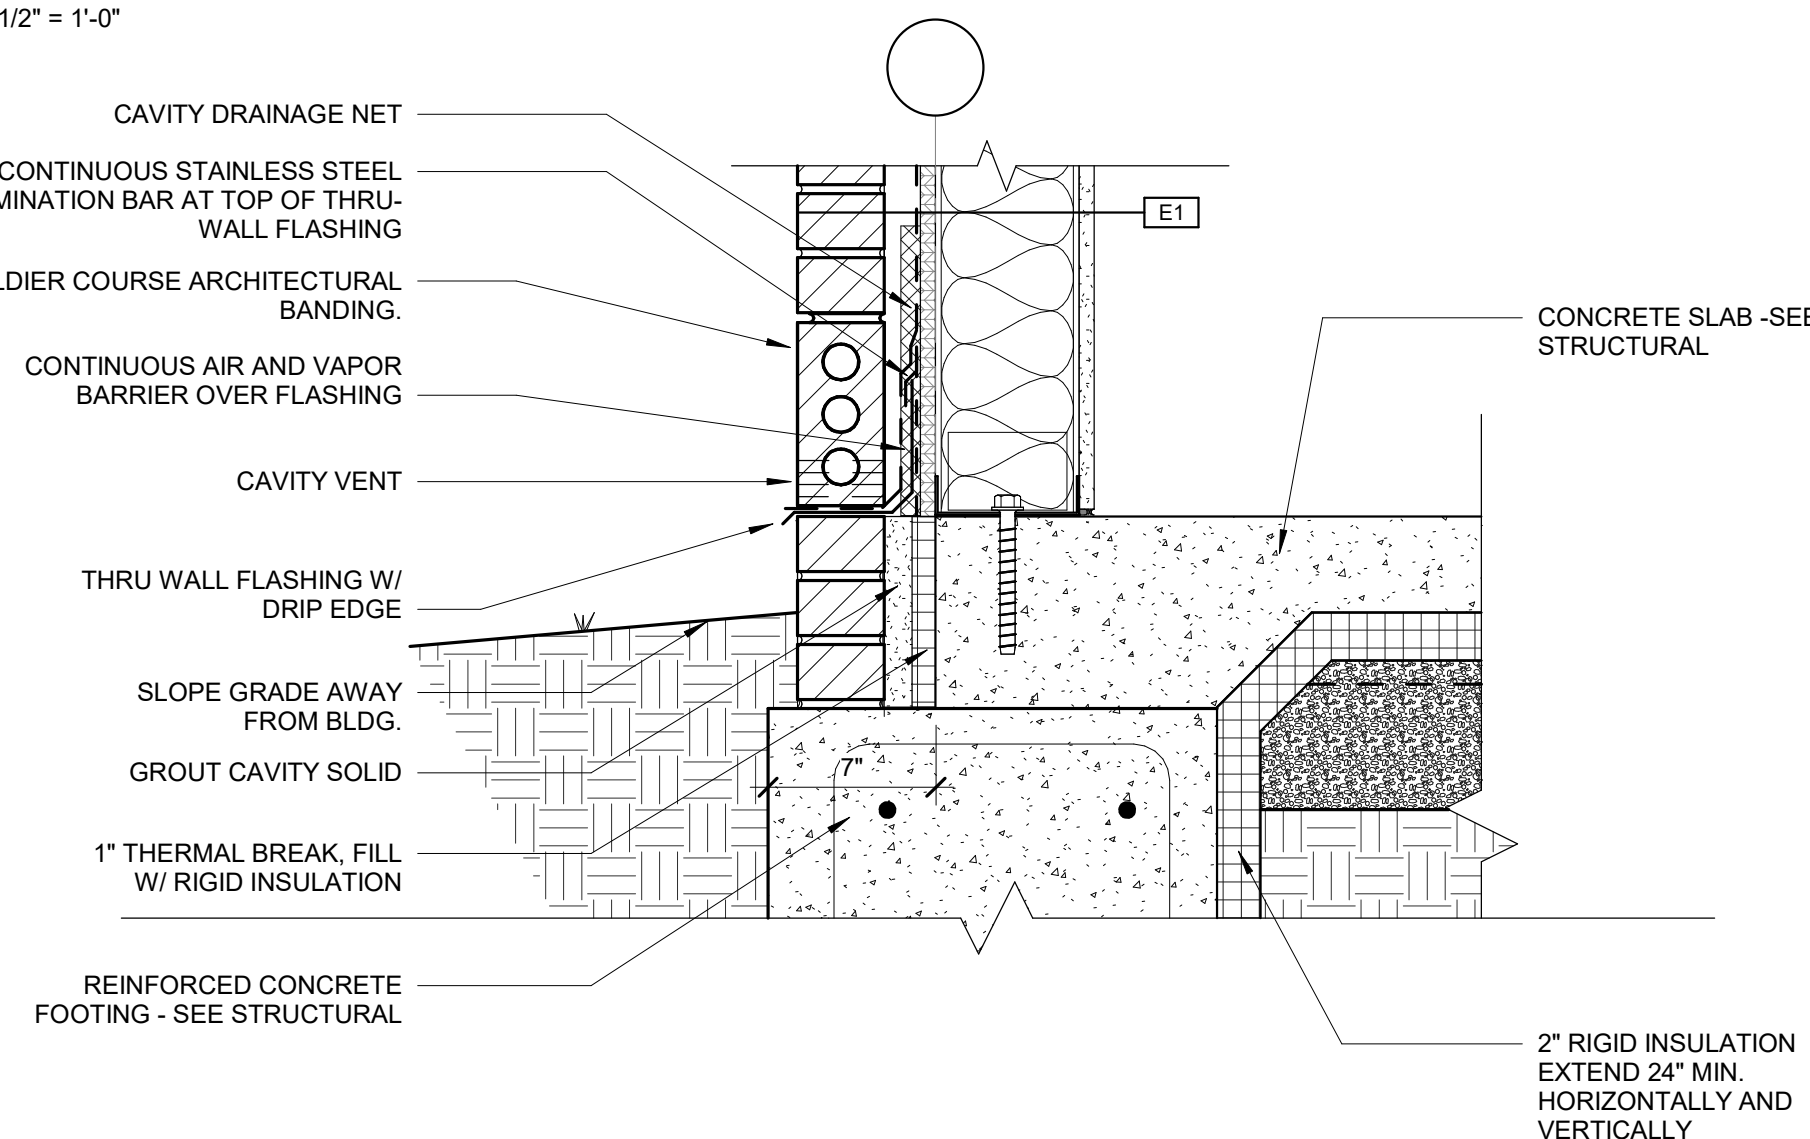 1/2" = 1'-0"
CAVITY DRAINAGE NET
CONTINUOUS STAINLESS STEEL
MINATION BAR AT TOP OF THRU-
WALL FLASHING
LDIER COURSE ARCHITECTURAL
BANDING.
CONTINUOUS AIR AND VAPOR
BARRIER OVER FLASHING
CAVITY VENT
THRU WALL FLASHING W/
DRIP EDGE
SLOPE GRADE AWAY
FROM BLDG.
GROUT CAVITY SOLID
1" THERMAL BREAK, FILL
W/ RIGID INSULATION
REINFORCED CONCRETE
FOOTING - SEE STRUCTURAL
E1
7"
CONCRETE SLAB -SEE
STRUCTURAL
2" RIGID INSULATION
EXTEND 24" MIN.
HORIZONTALLY AND
VERTICALLY